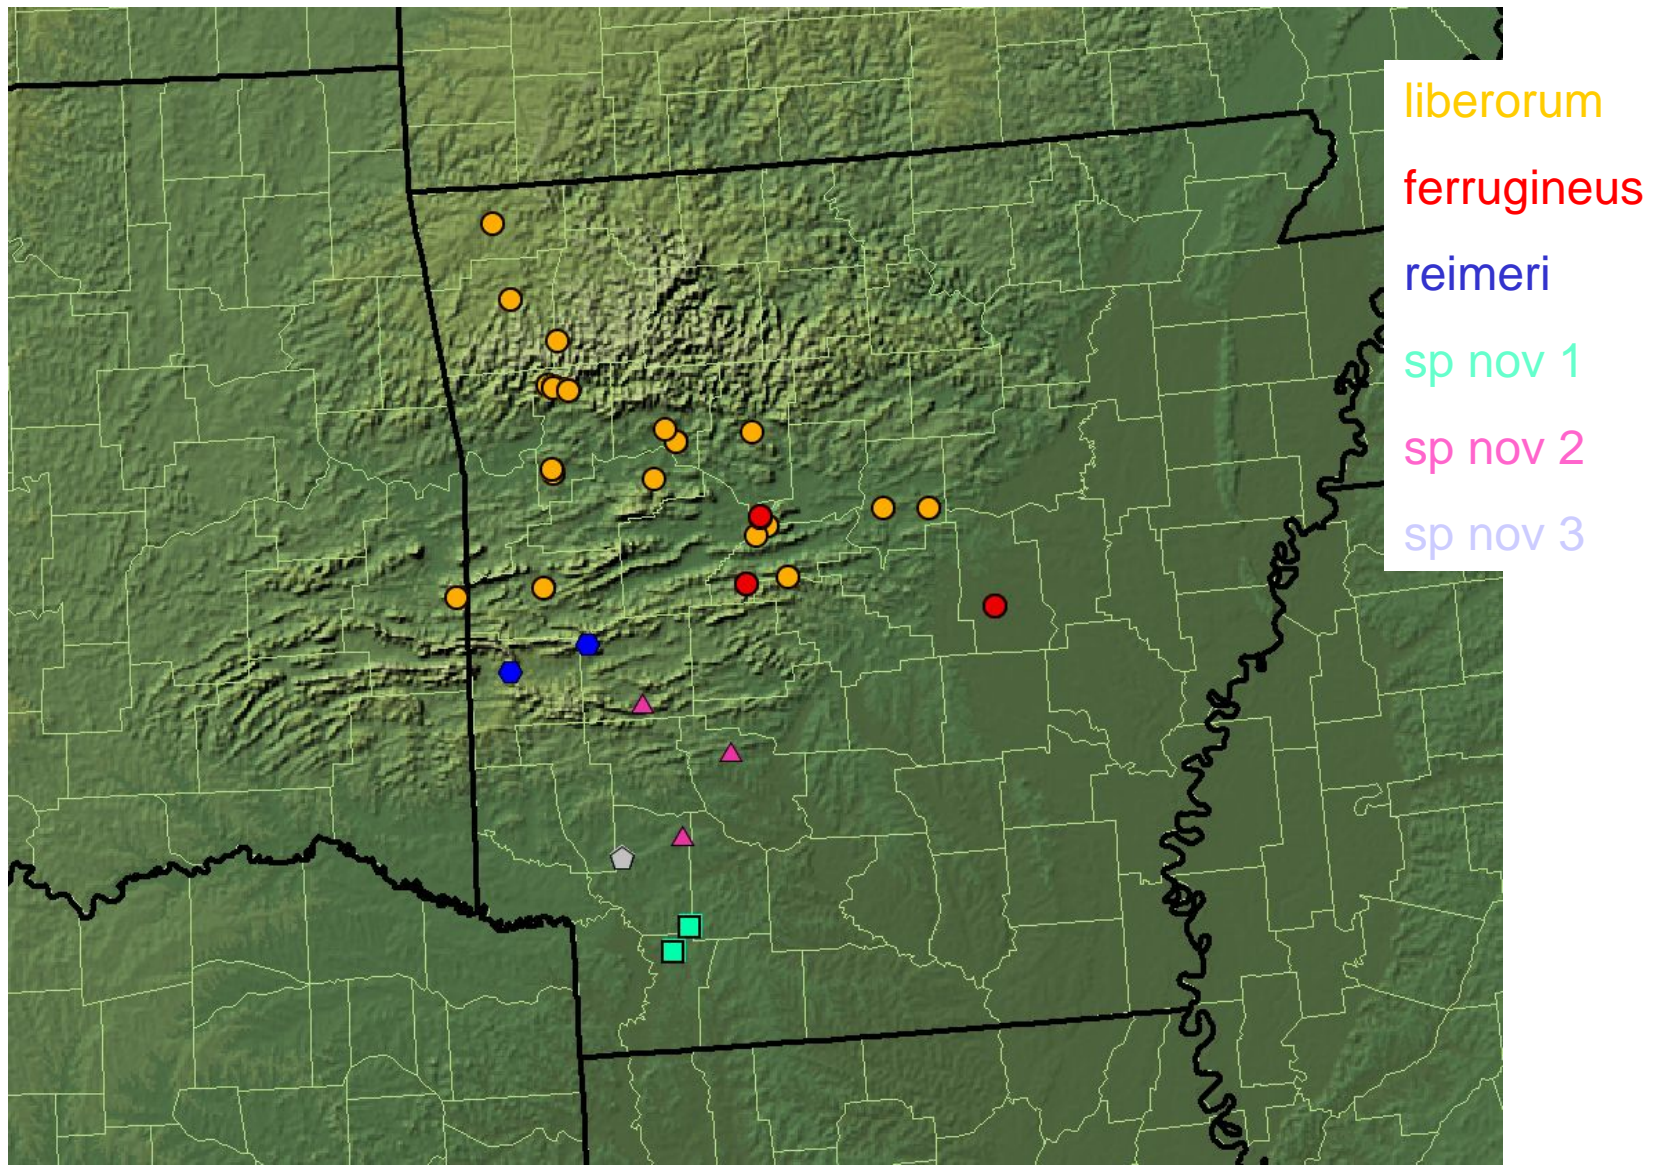 liberorum
ferrugineus
reimeri
sp nov 1
sp nov 2
sp nov 3